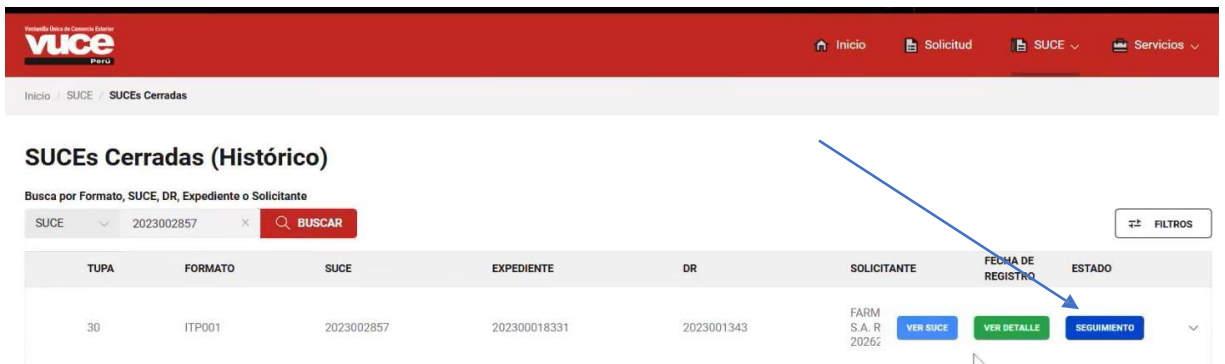 Ventanilla Única de Comercio Exterior
vuce
Perú
Inicio Solicitud SUCE Servicios
Inicio / SUCE / SUCEs Cerradas
SUCEs Cerradas (Histórico)
Busca por Formato, SUCE, DR, Expediente o Solicitante
SUCE 2023002857 × BUSCAR FILTROS
TUPA FORMATO SUCE EXPEDIENTE DR SOLICITANTE FECHA DE REGISTRO ESTADO
30 ITP001 2023002857 202300018331 2023001343 FARM
S.A. R VER SUCE VER DETALLE SEGUIMIENTO
20262